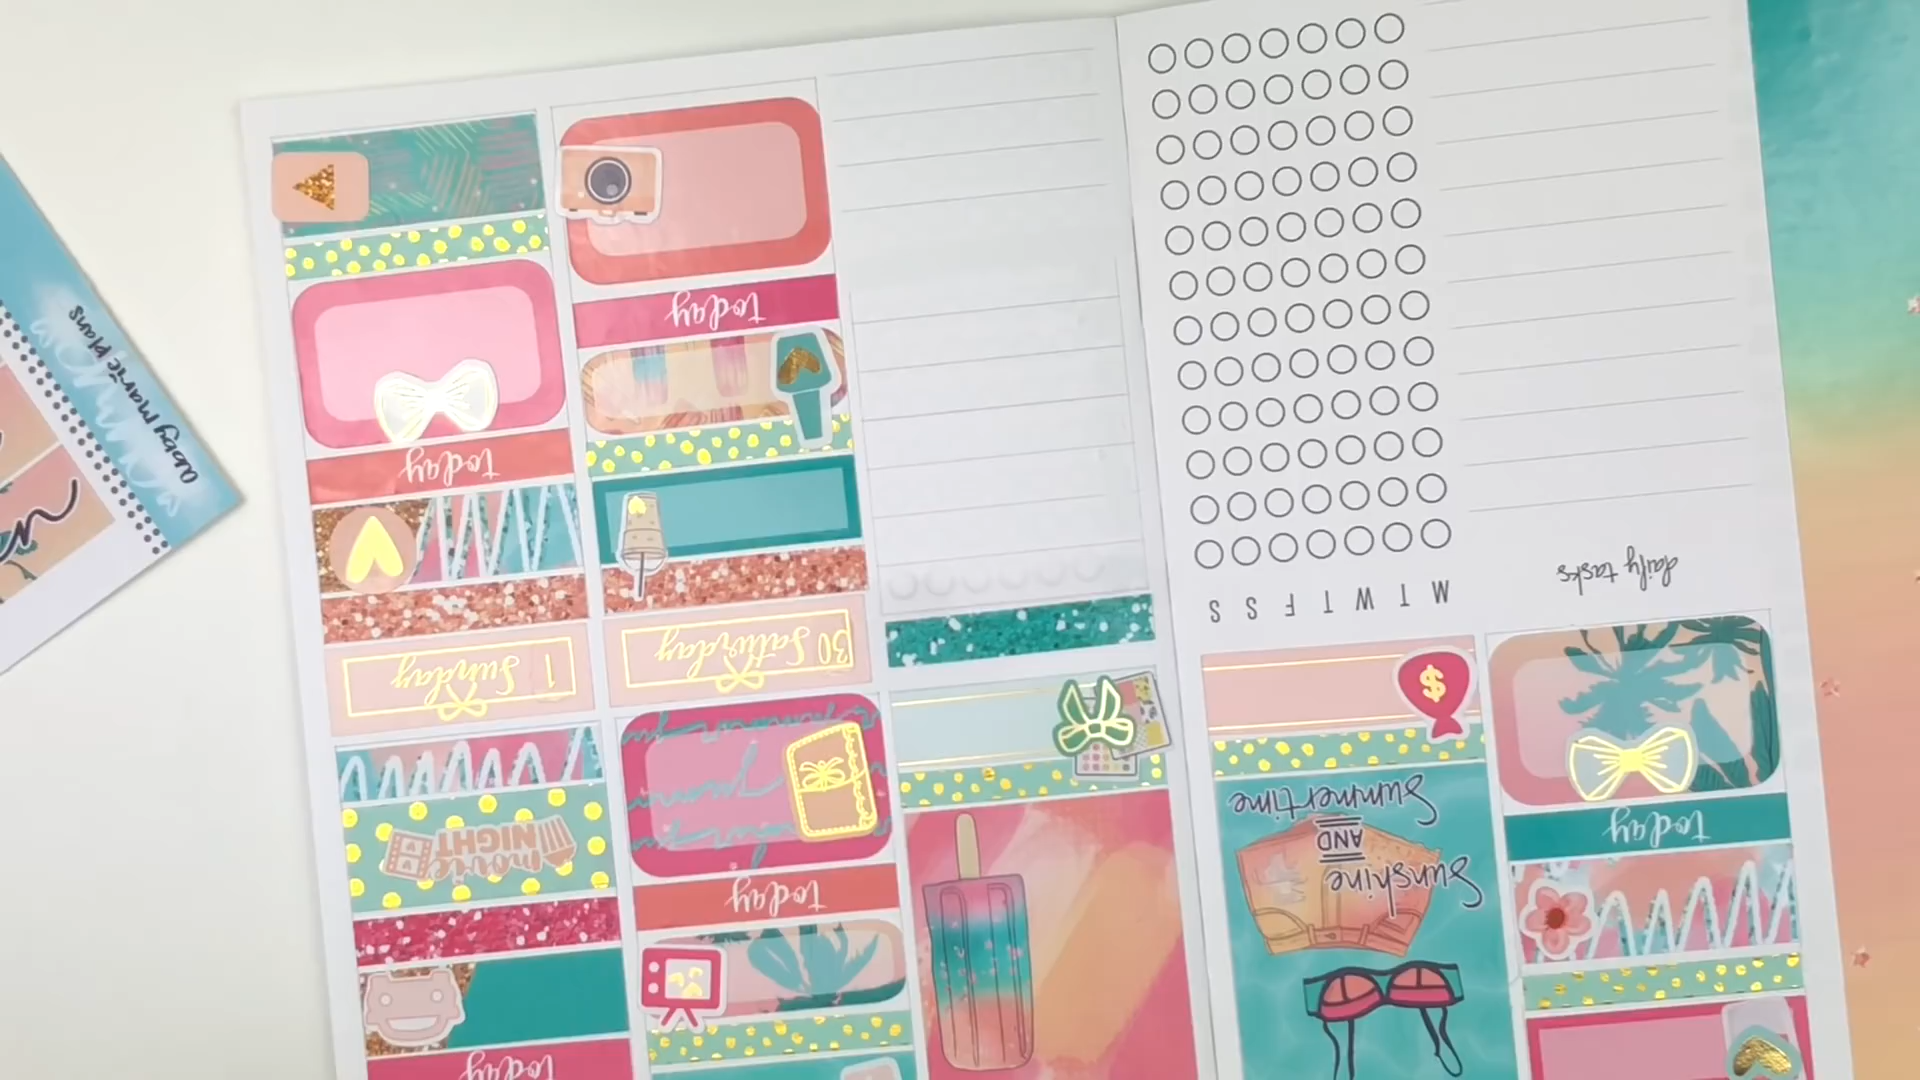 Abby Marie Plans
today
today
1 Sunday
30 Saturday
movie
NIGHT
today
today
M T W T F S S
daily tasks
$
Sunshine
AND
Summertime
today